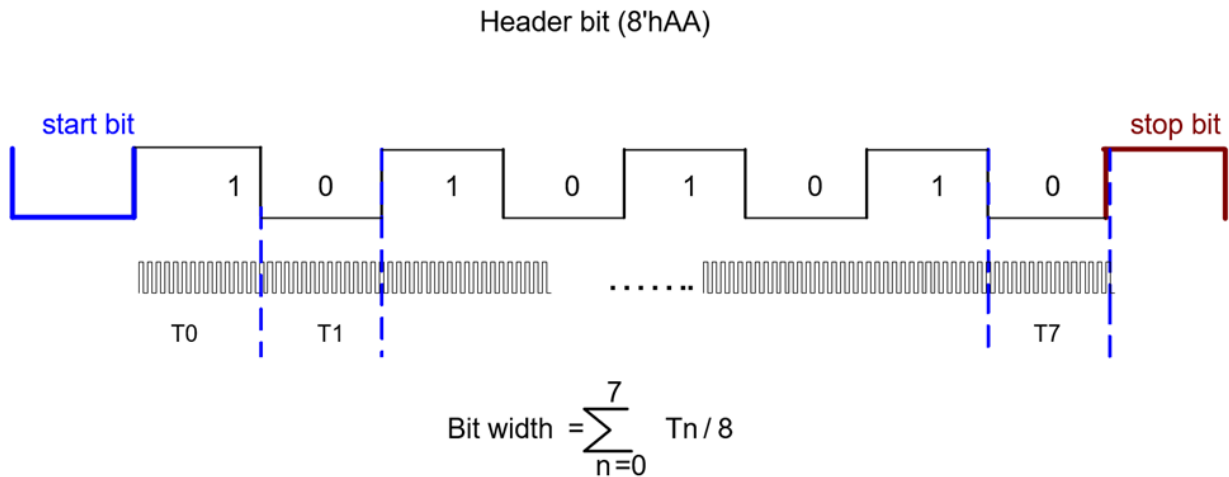 Header bit (8'hAA)
start bit
stop bit
1 0 1 0 1 0 1 0
.......
T0 T1 T7
7
Bit width = ∑ Tn / 8
n=0